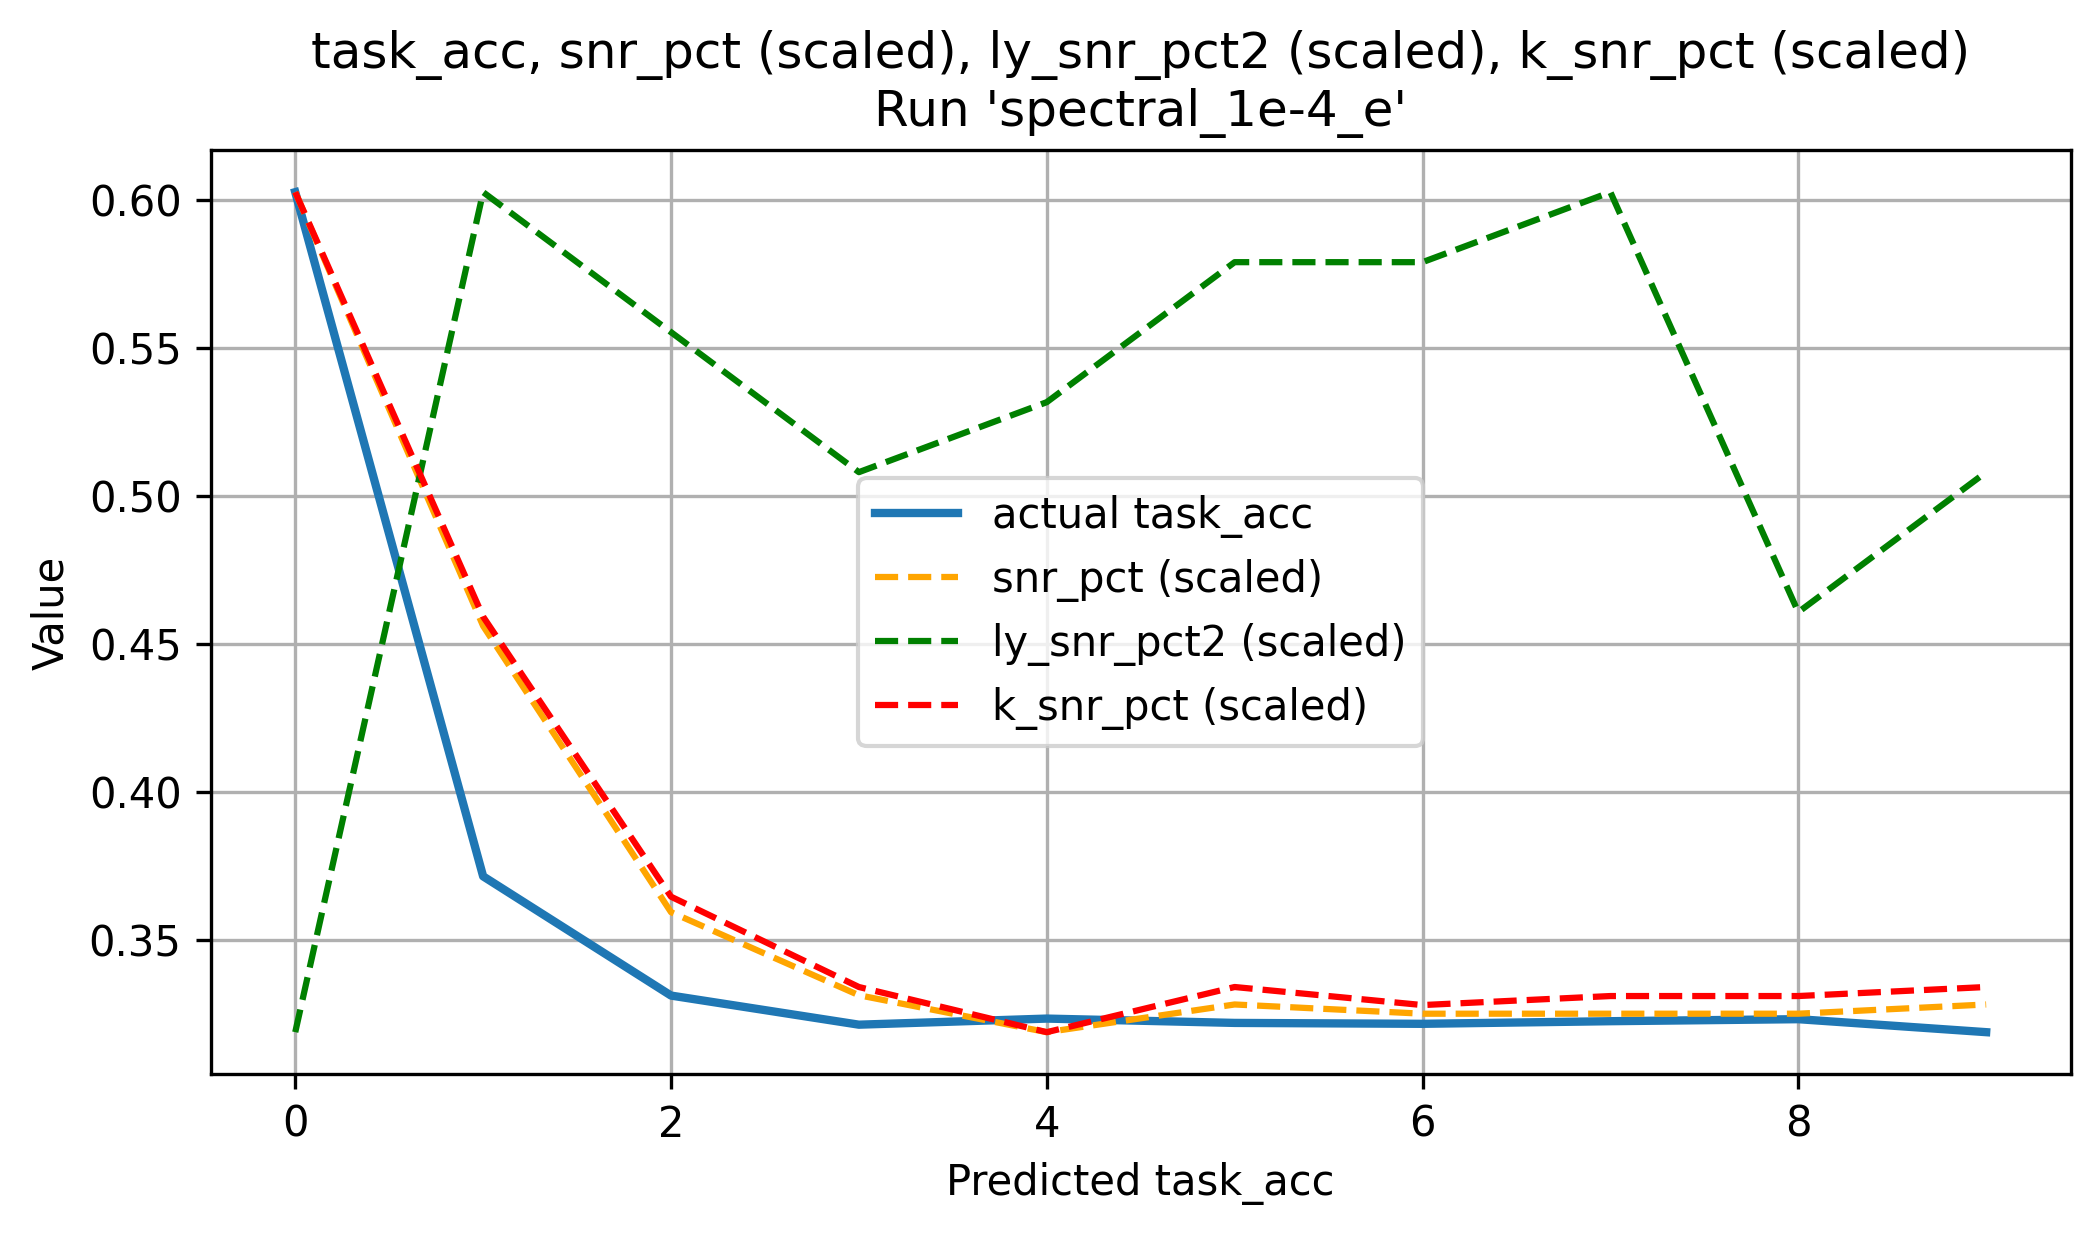 task_acc, snr_pct (scaled), ly_snr_pct2 (scaled), k_snr_pct (scaled)
Run 'spectral_1e-4_e'
Value
0.60
0.55
0.50
0.45
0.40
0.35
actual task_acc
snr_pct (scaled)
ly_snr_pct2 (scaled)
k_snr_pct (scaled)
0 2 4 6 8
Predicted task_acc